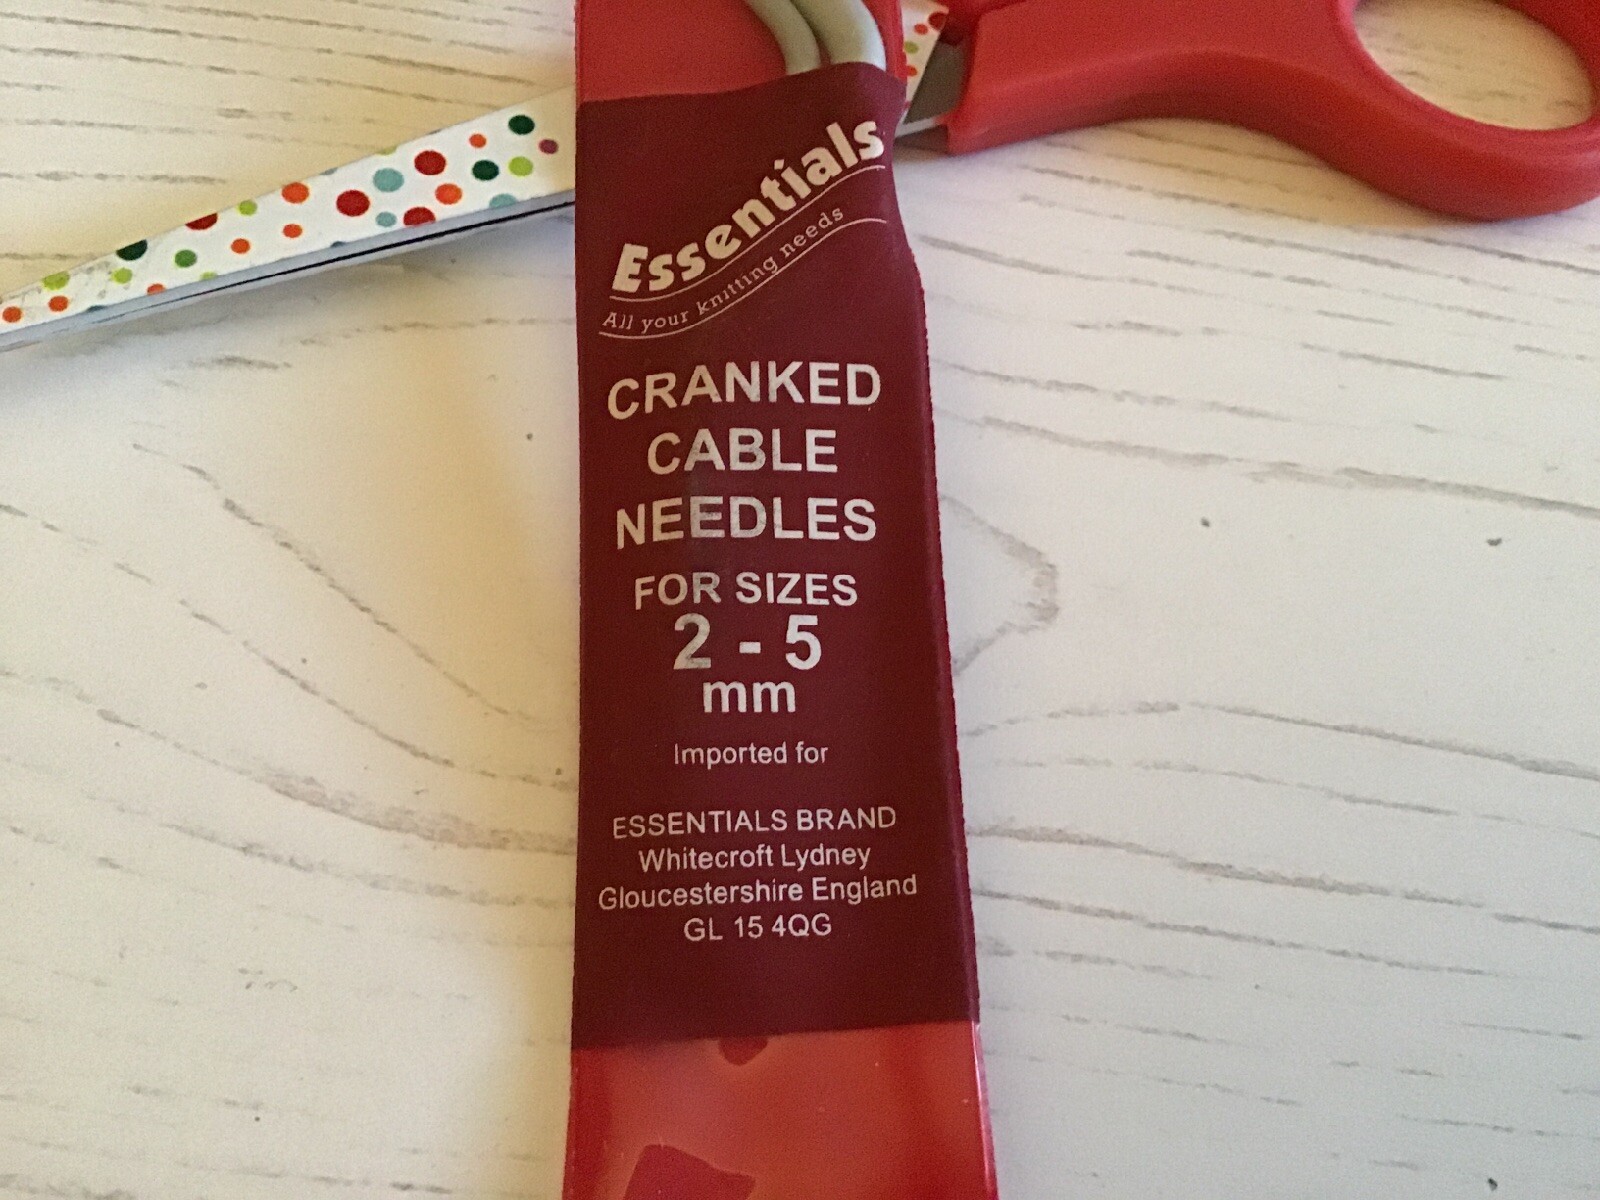 Essentials
All your knitting needs
CRANKED
CABLE
NEEDLES
FOR SIZES
2 - 5
mm
Imported for
ESSENTIALS BRAND
Whitecroft Lydney
Gloucestershire England
GL 15 4QG